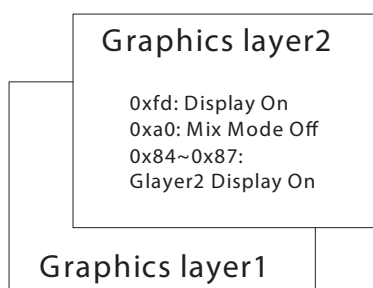 Graphics layer2
0xfd: Display On
0xa0: Mix Mode Off
0x84~0x87:
Glayer2 Display On
Graphics layer1